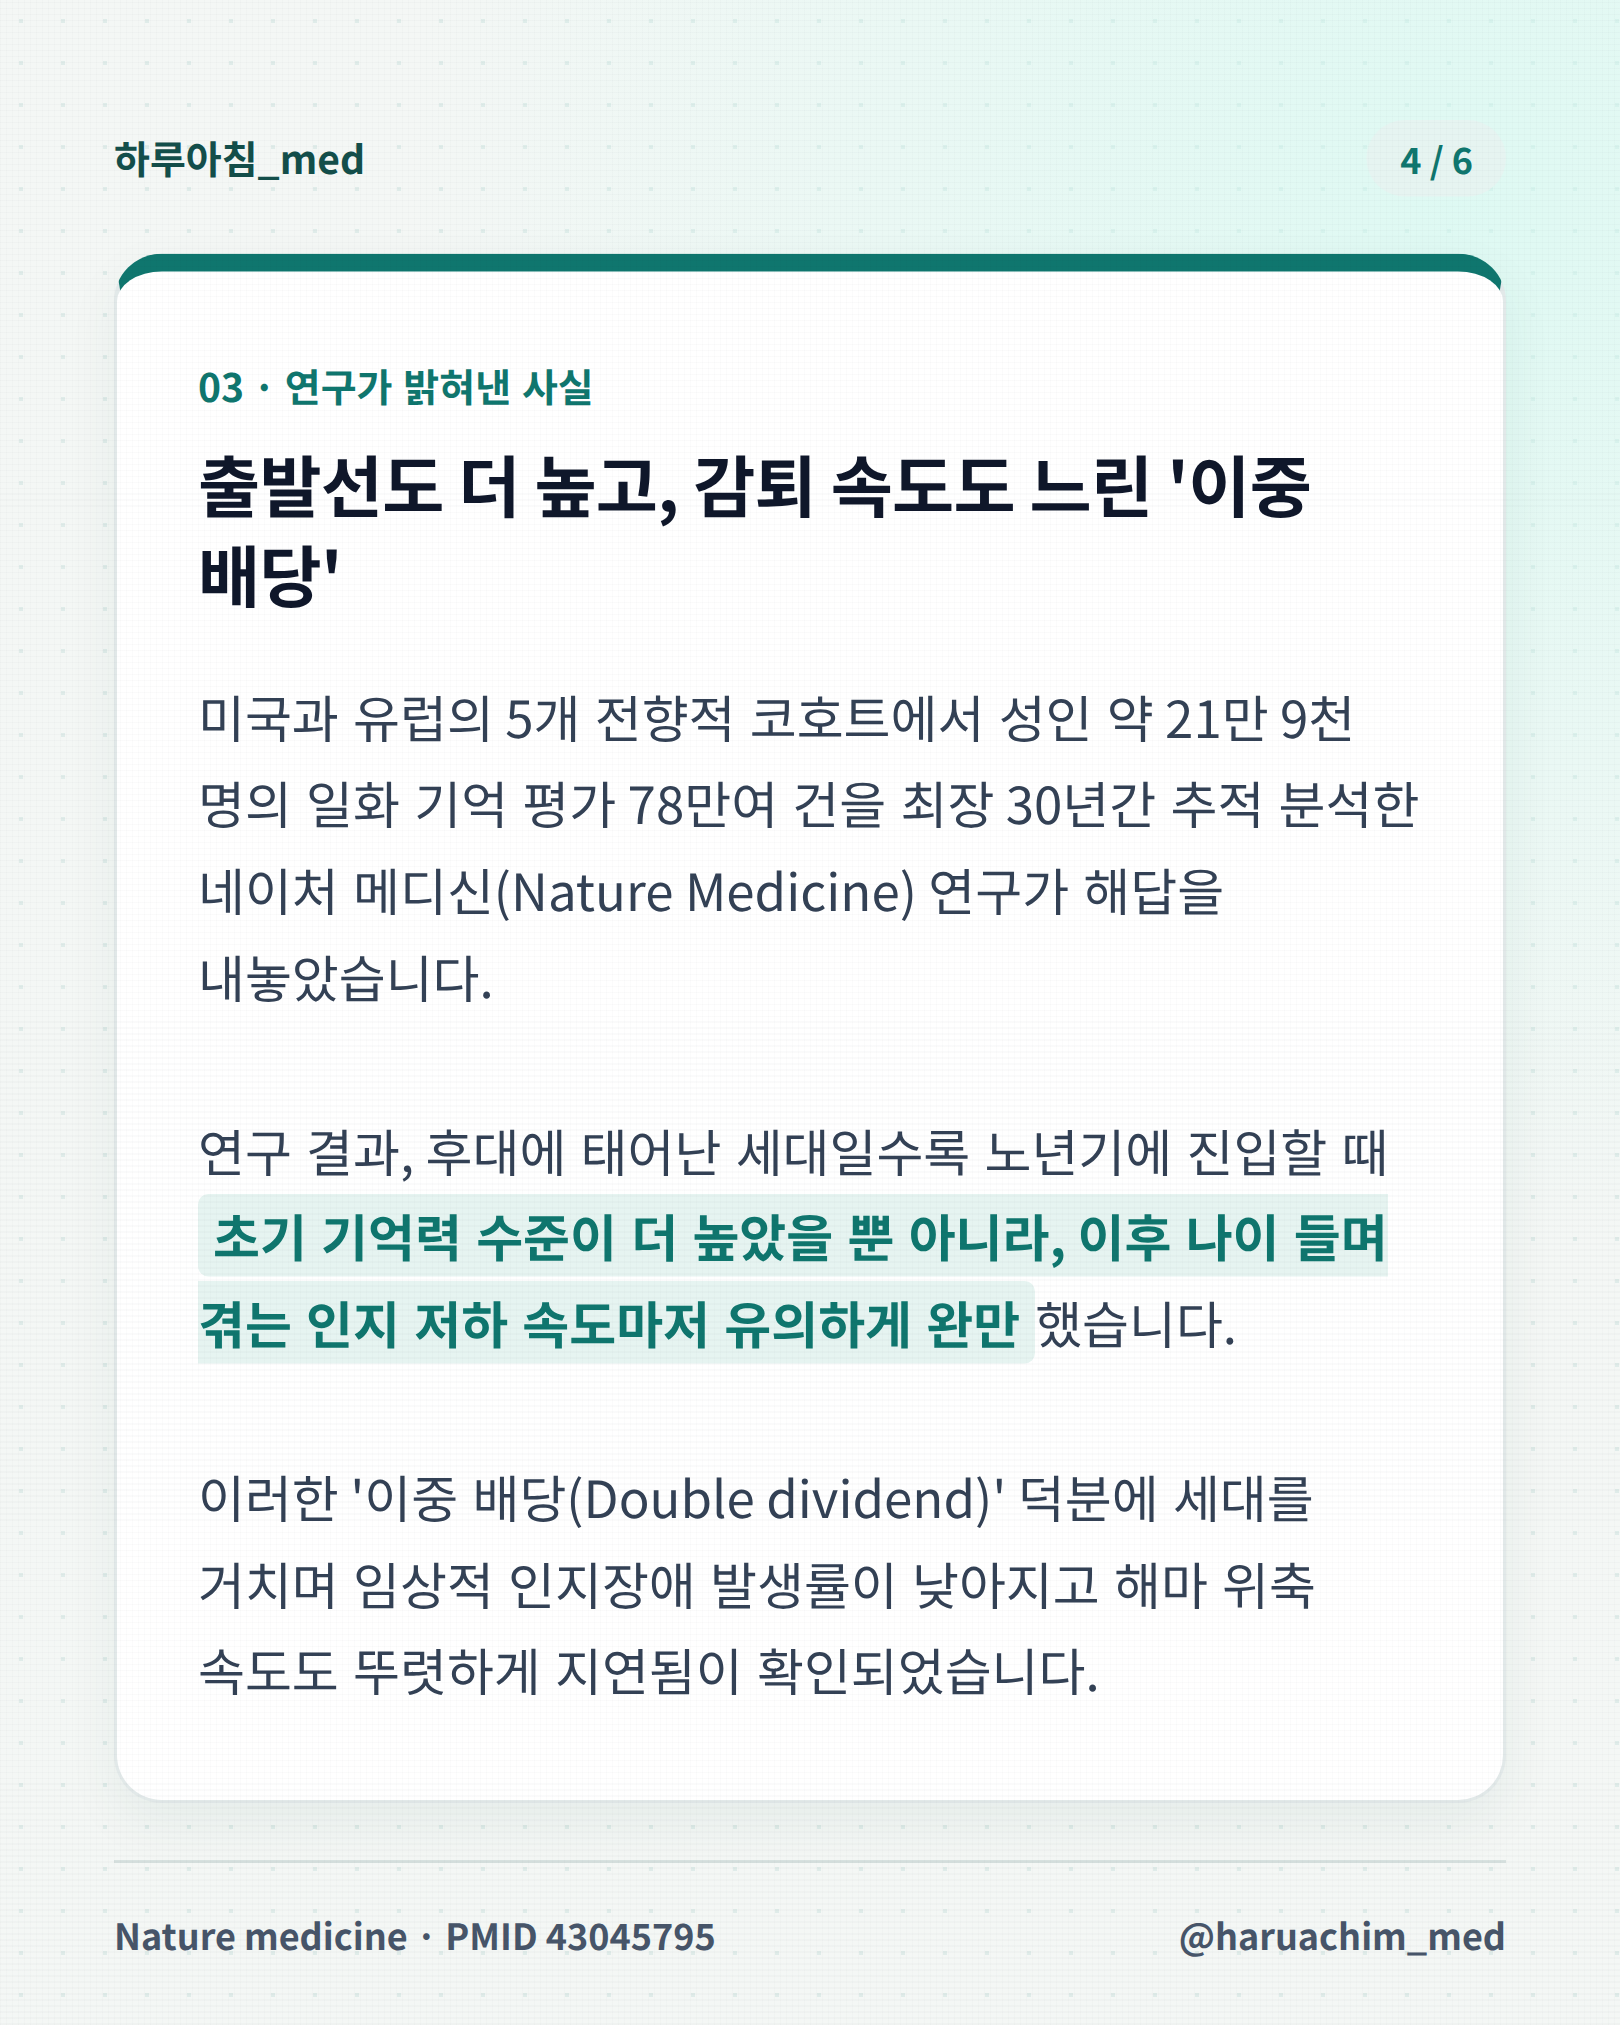 하루아침_med
4 / 6
03 · 연구가 밝혀낸 사실
출발선도 더 높고, 감퇴 속도도 느린 '이중
배당'
미국과 유럽의 5개 전향적 코호트에서 성인 약 21만 9천
명의 일화 기억 평가 78만여 건을 최장 30년간 추적 분석한
네이처 메디신(Nature Medicine) 연구가 해답을
내놓았습니다.
연구 결과, 후대에 태어난 세대일수록 노년기에 진입할 때
초기 기억력 수준이 더 높았을 뿐 아니라, 이후 나이 들며
겪는 인지 저하 속도마저 유의하게 완만 했습니다.
이러한 '이중 배당(Double dividend)' 덕분에 세대를
거치며 임상적 인지장애 발생률이 낮아지고 해마 위축
속도도 뚜렷하게 지연됨이 확인되었습니다.
Nature medicine · PMID 43045795
@haruachim_med